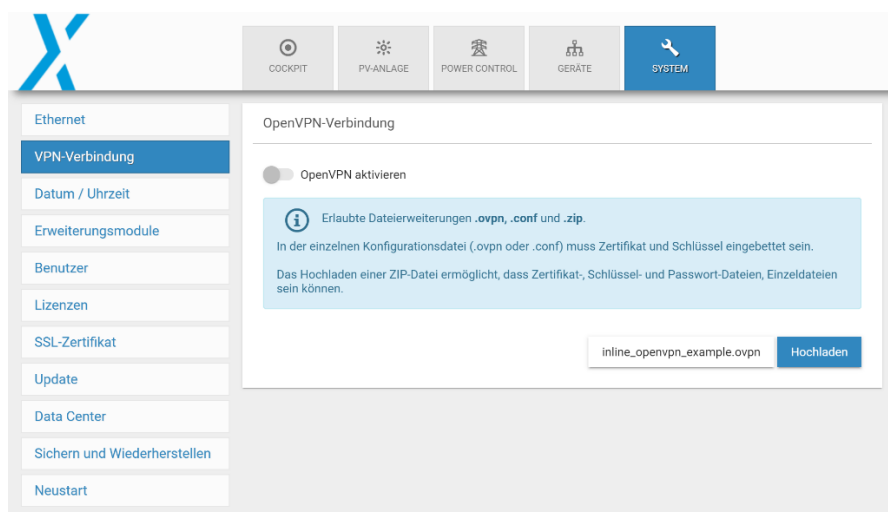 COCKPIT
PV-ANLAGE
POWER CONTROL
GERÄTE
SYSTEM
Ethernet
VPN-Verbindung
Datum / Uhrzeit
Erweiterungsmodule
Benutzer
Lizenzen
SSL-Zertifikat
Update
Data Center
Sichern und Wiederherstellen
Neustart
OpenVPN-Verbindung
OpenVPN aktivieren
Erlaubte Dateierweiterungen .ovpn, .conf und .zip.
In der einzelnen Konfigurationsdatei (.ovpn oder .conf) muss Zertifikat und Schlüssel eingebettet sein.
Das Hochladen einer ZIP-Datei ermöglicht, dass Zertifikat-, Schlüssel- und Passwort-Dateien, Einzeldateien
sein können.
inline_openvpn_example.ovpn
Hochladen